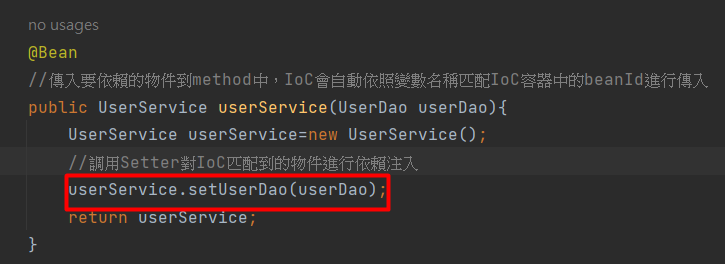 no usages
@Bean
//傳入要依賴的物件到method中，IoC會自動依照變數名稱匹配IoC容器中的beanId進行傳入
public UserService userService(UserDao userDao){
UserService userService=new UserService();
//調用Setter對IoC匹配到的物件進行依賴注入
userService.setUserDao(userDao);
return userService;
}